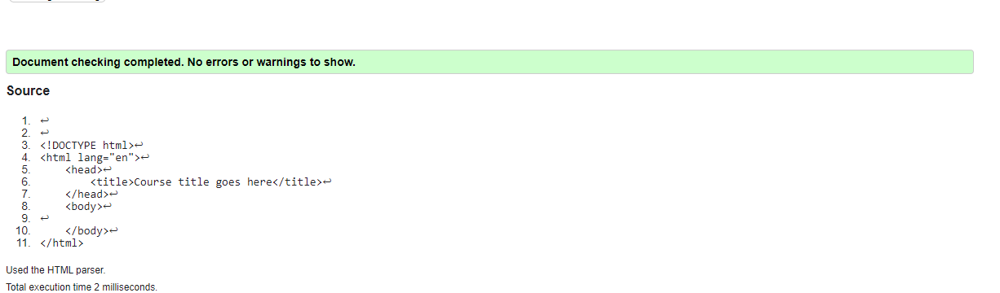 Document checking completed. No errors or warnings to show.
Source
1. ↩
2. ↩
3. <!DOCTYPE html>↩
4. <html lang="en">↩
5.     <head>↩
6.         <title>Course title goes here</title>↩
7.     </head>↩
8.     <body>↩
9. ↩
10.     </body>↩
11. </html>
Used the HTML parser.
Total execution time 2 milliseconds.